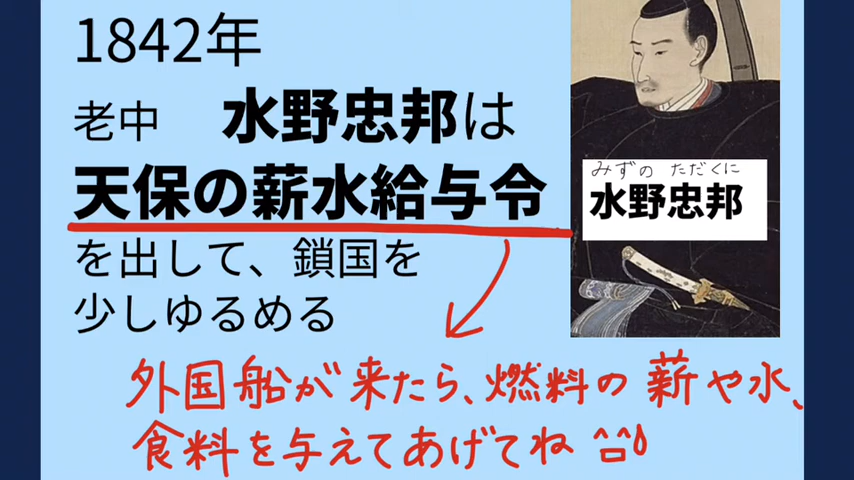 1842年
老中 水野忠邦は
天保の薪水給与令
を出して、鎖国を
少しゆるめる
みずの ただくに
水野忠邦
外国船が来たら、燃料の薪や水、
食料を与えてあげてね